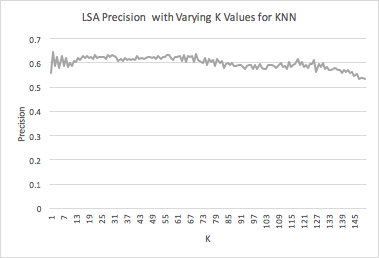 LSA Precision with Varying K Values for KNN
0.7
0.6
0.5
0.4
0.3
0.2
0.1
0
Precision
1 7 13 19 25 31 37 43 49 55 61 67 73 79 85 91 97 103 109 115 121 127 133 139 145
K